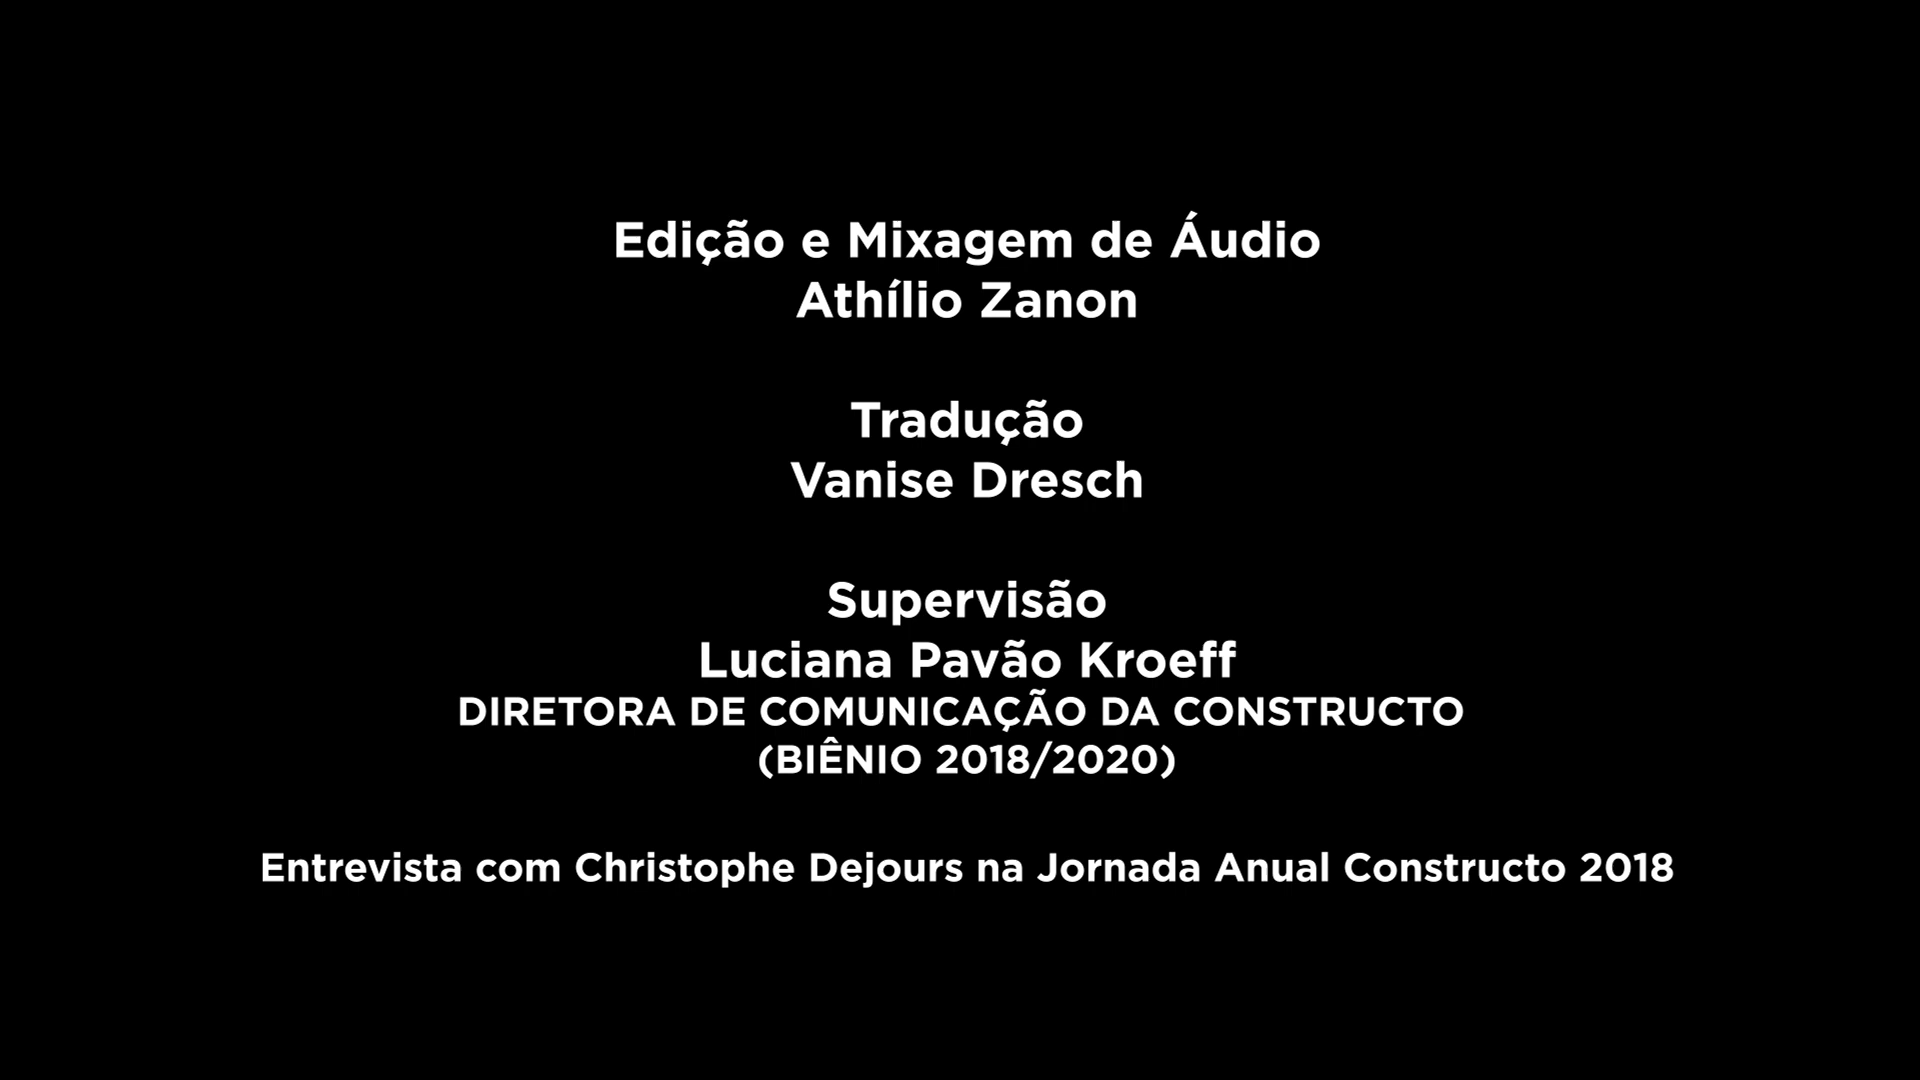 Edição e Mixagem de Áudio
Athílio Zanon
Tradução
Vanise Dresch
Supervisão
Luciana Pavão Kroeff
DIRETORA DE COMUNICAÇÃO DA CONSTRUCTO
(BIÊNIO 2018/2020)
Entrevista com Christophe Dejours na Jornada Anual Constructo 2018